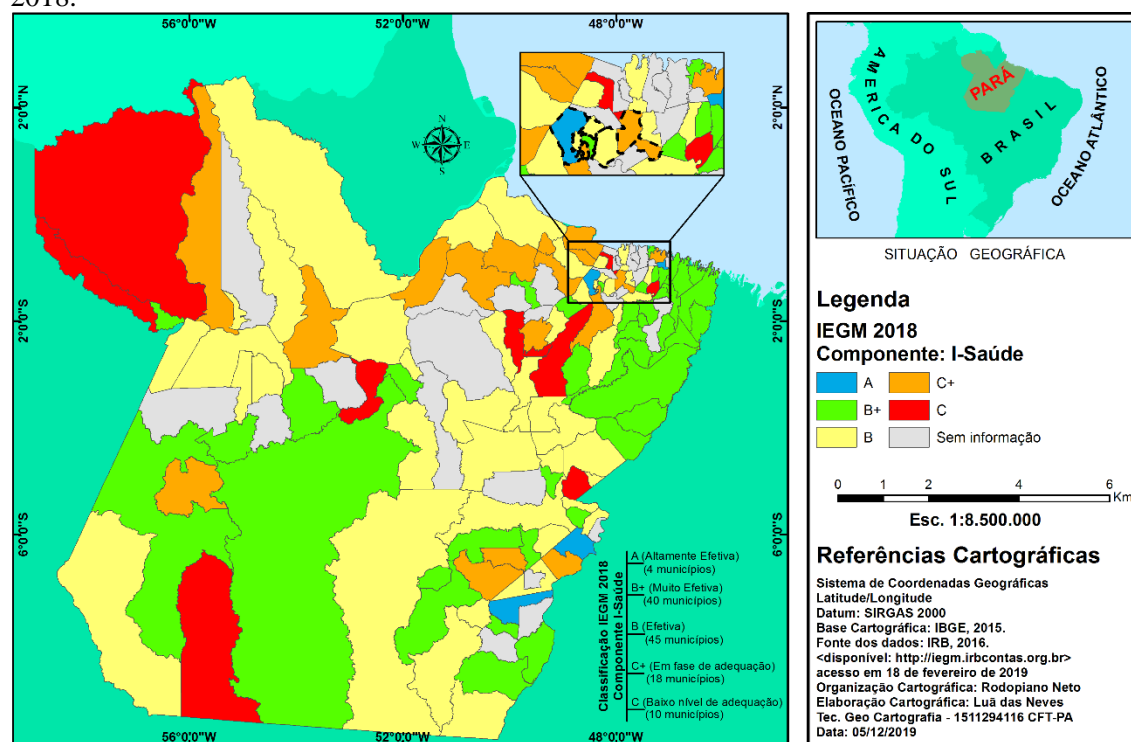 2018.
56°0'0"W
52°0'0"W
48°0'0"W
2°0'0"N
2°0'0"N
N
W
E
S
2°0'0"S
2°0'0"S
6°0'0"S
6°0'0"S
Classificação IEGM 2018
Componente I-Saúde
A (Altamente Efetiva)
(4 municípios)
B+ (Muito Efetiva)
(40 municípios)
B (Efetiva)
(45 municípios)
C+ (Em fase de adequação)
(18 municípios)
C (Baixo nível de adequação)
(10 municípios)
56°0'0"W
52°0'0"W
48°0'0"W
OCEANO PACÍFICO
AMERICA DO SUL
PARÁ
BRASIL
OCEANO ATLÂNTICO
SITUAÇÃO GEOGRÁFICA
Legenda
IEGM 2018
Componente: I-Saúde
A
C+
B+
C
B
Sem informação
0 2 4 6
Km
Esc. 1:8.500.000
Referências Cartográficas
Sistema de Coordenadas Geográficas
Latitude/Longitude
Datum: SIRGAS 2000
Base Cartográfica: IBGE, 2015.
Fonte dos dados: IRB, 2016.
<disponível: http://iegm.irbcontas.org.br>
acesso em 18 de fevereiro de 2019
Organização Cartográfica: Rodopiano Neto
Elaboração Cartográfica: Luã das Neves
Tec. Geo Cartografia - 1511294116 CFT-PA
Data: 05/12/2019